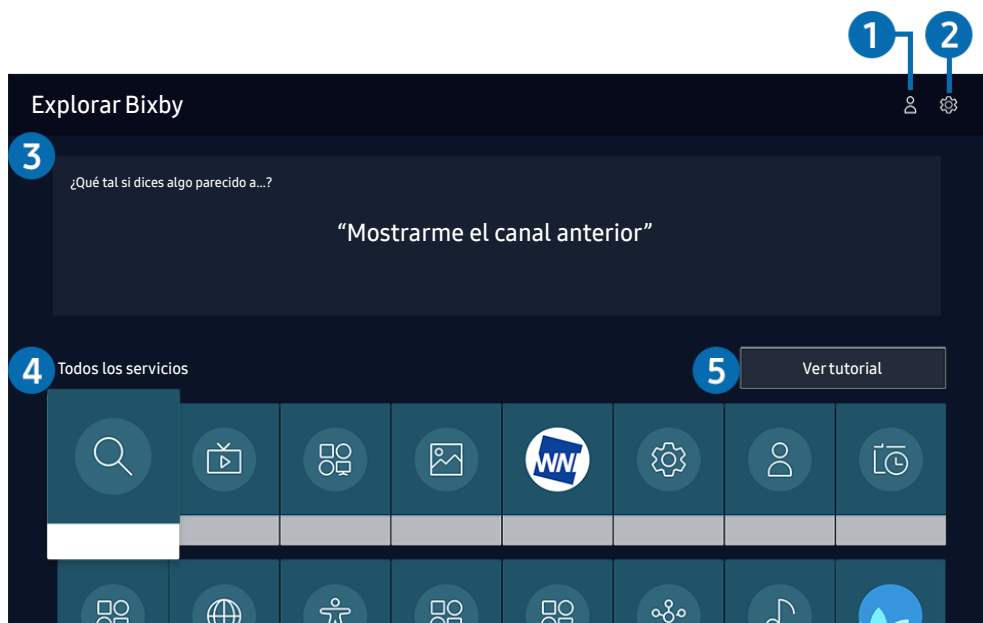 1
2
Explorar Bixby
3
¿Qué tal si dices algo parecido a...?
“Mostrarme el canal anterior”
4
Todos los servicios
5
Ver tutorial
WNI